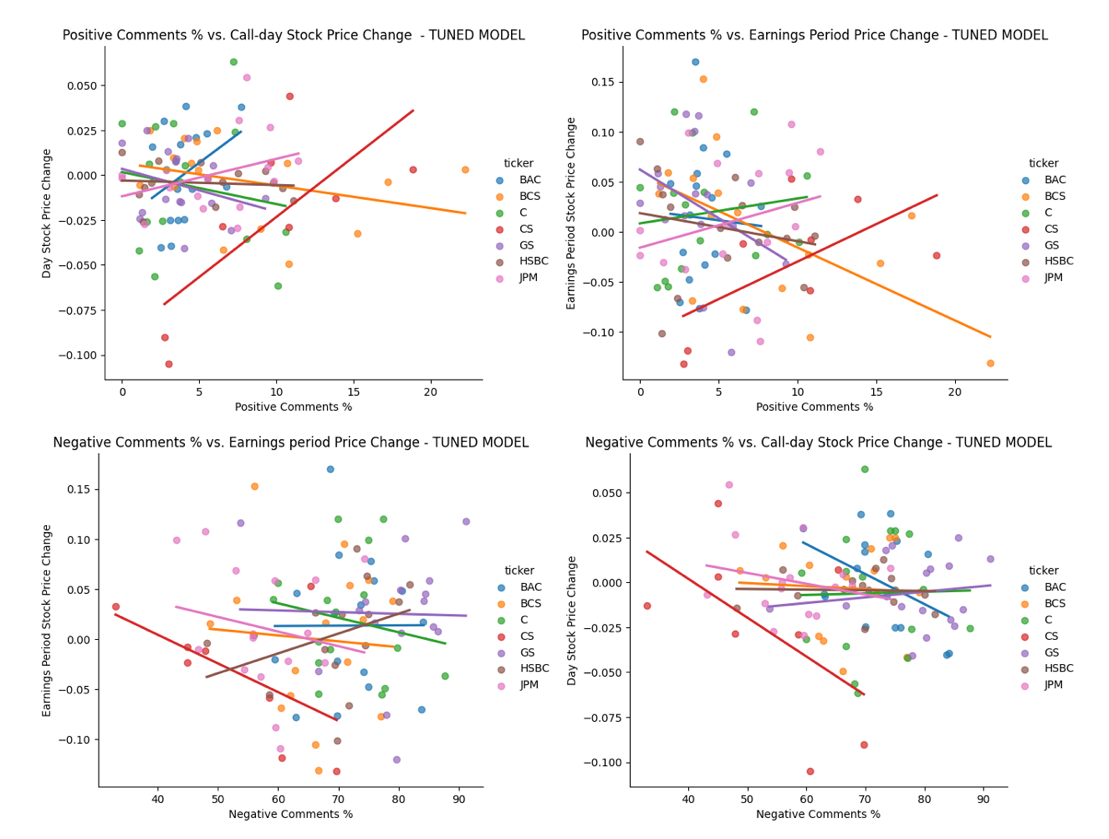 Positive Comments % vs. Call-day Stock Price Change - TUNED MODEL
Day Stock Price Change
0.050
0.025
0.000
−0.025
−0.050
−0.075
−0.100
0 5 10 15 20
Positive Comments %
ticker
BAC
BCS
C
CS
GS
HSBC
JPM
Positive Comments % vs. Earnings Period Price Change - TUNED MODEL
Earnings Period Stock Price Change
0.15
0.10
0.05
0.00
−0.05
−0.10
0 5 10 15 20
Positive Comments %
ticker
BAC
BCS
C
CS
GS
HSBC
JPM
Negative Comments % vs. Earnings period Price Change - TUNED MODEL
Earnings Period Stock Price Change
0.15
0.10
0.05
0.00
−0.05
−0.10
40 50 60 70 80 90
Negative Comments %
ticker
BAC
BCS
C
CS
GS
HSBC
JPM
Negative Comments % vs. Call-day Stock Price Change - TUNED MODEL
Day Stock Price Change
0.050
0.025
0.000
−0.025
−0.050
−0.075
−0.100
40 50 60 70 80 90
Negative Comments %
ticker
BAC
BCS
C
CS
GS
HSBC
JPM